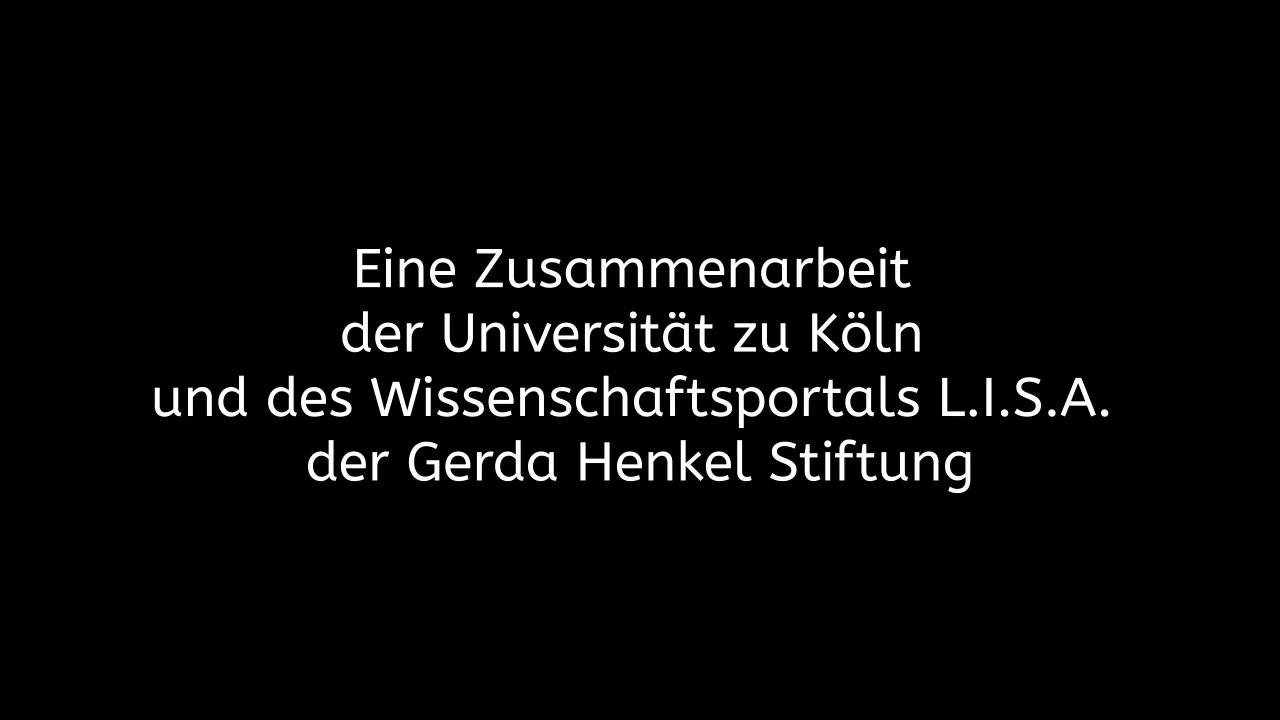 Eine Zusammenarbeit
der Universität zu Köln
und des Wissenschaftsportals L.I.S.A.
der Gerda Henkel Stiftung